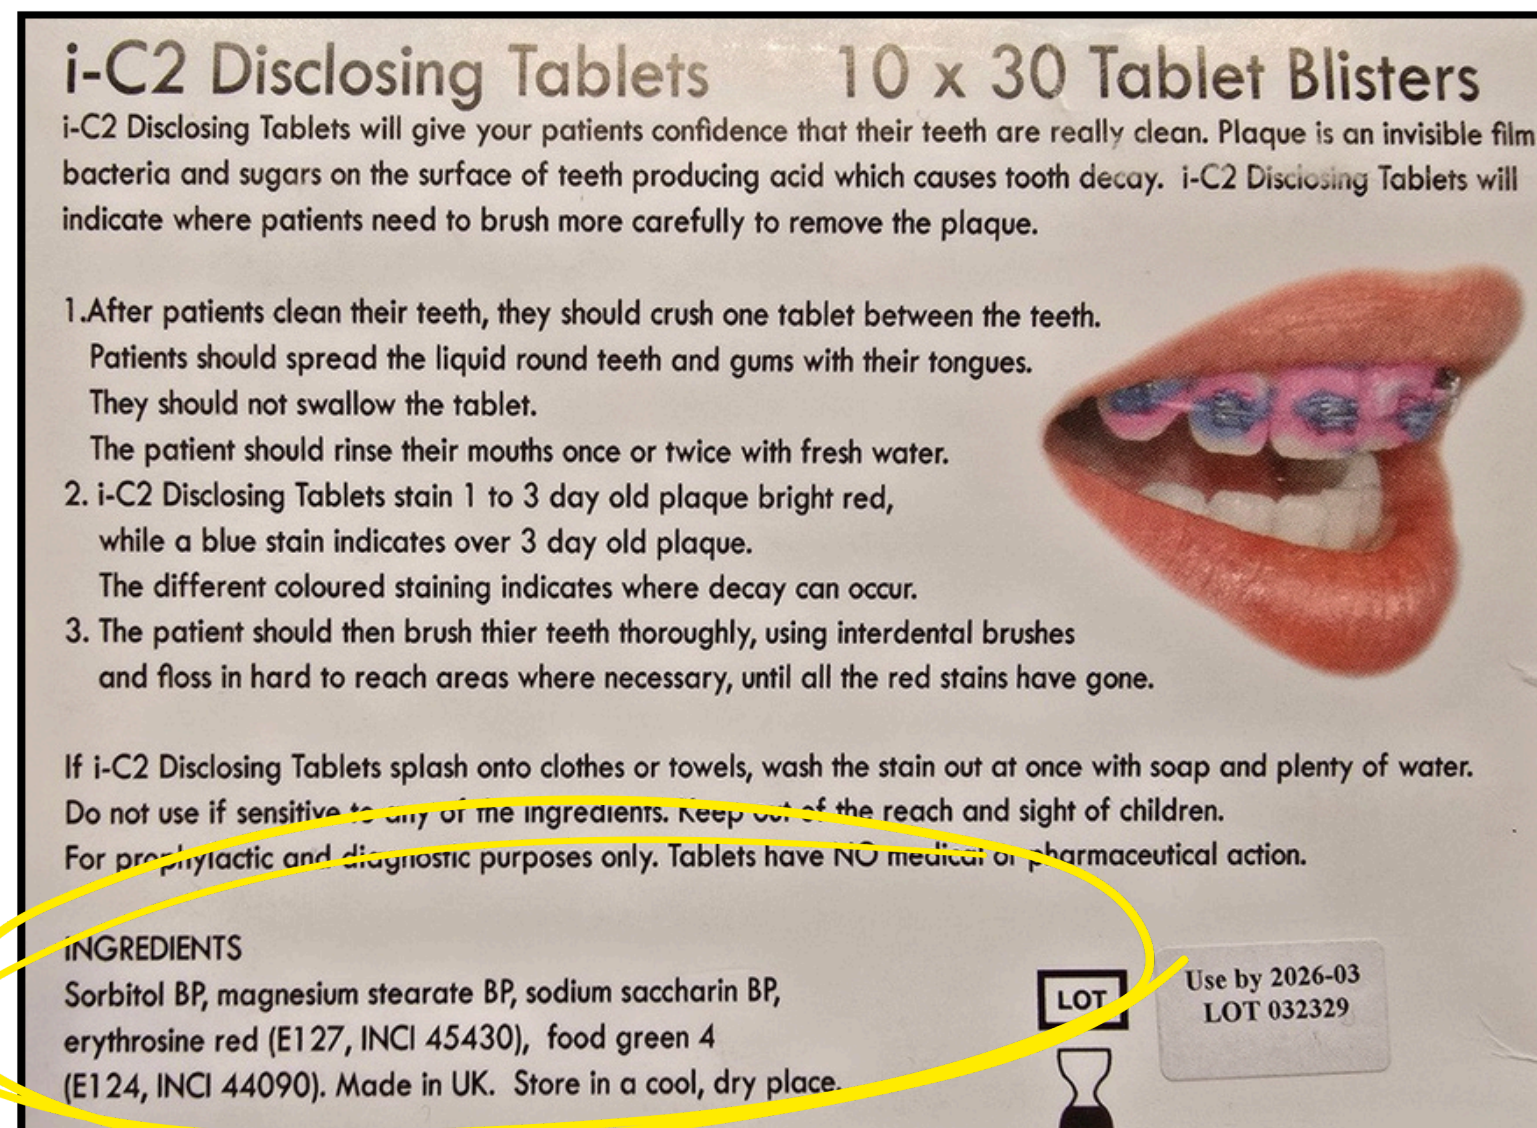 i-C2 Disclosing Tablets 10 x 30 Tablet Blisters
i-C2 Disclosing Tablets will give your patients confidence that their teeth are really clean. Plaque is an invisible film
bacteria and sugars on the surface of teeth producing acid which causes tooth decay. i-C2 Disclosing Tablets will
indicate where patients need to brush more carefully to remove the plaque.
1.After patients clean their teeth, they should crush one tablet between the teeth.
Patients should spread the liquid round teeth and gums with their tongues.
They should not swallow the tablet.
The patient should rinse their mouths once or twice with fresh water.
2. i-C2 Disclosing Tablets stain 1 to 3 day old plaque bright red,
while a blue stain indicates over 3 day old plaque.
The different coloured staining indicates where decay can occur.
3. The patient should then brush thier teeth thoroughly, using interdental brushes
and floss in hard to reach areas where necessary, until all the red stains have gone.
If i-C2 Disclosing Tablets splash onto clothes or towels, wash the stain out at once with soap and plenty of water.
Do not use if sensitive to any of the ingredients. Keep out of the reach and sight of children.
For prophylactic and diagnostic purposes only. Tablets have NO medical or pharmaceutical action.
INGREDIENTS
Sorbitol BP, magnesium stearate BP, sodium saccharin BP,
erythrosine red (E127, INCI 45430), food green 4
(E124, INCI 44090). Made in UK. Store in a cool, dry place.
LOT
Use by 2026-03
LOT 032329